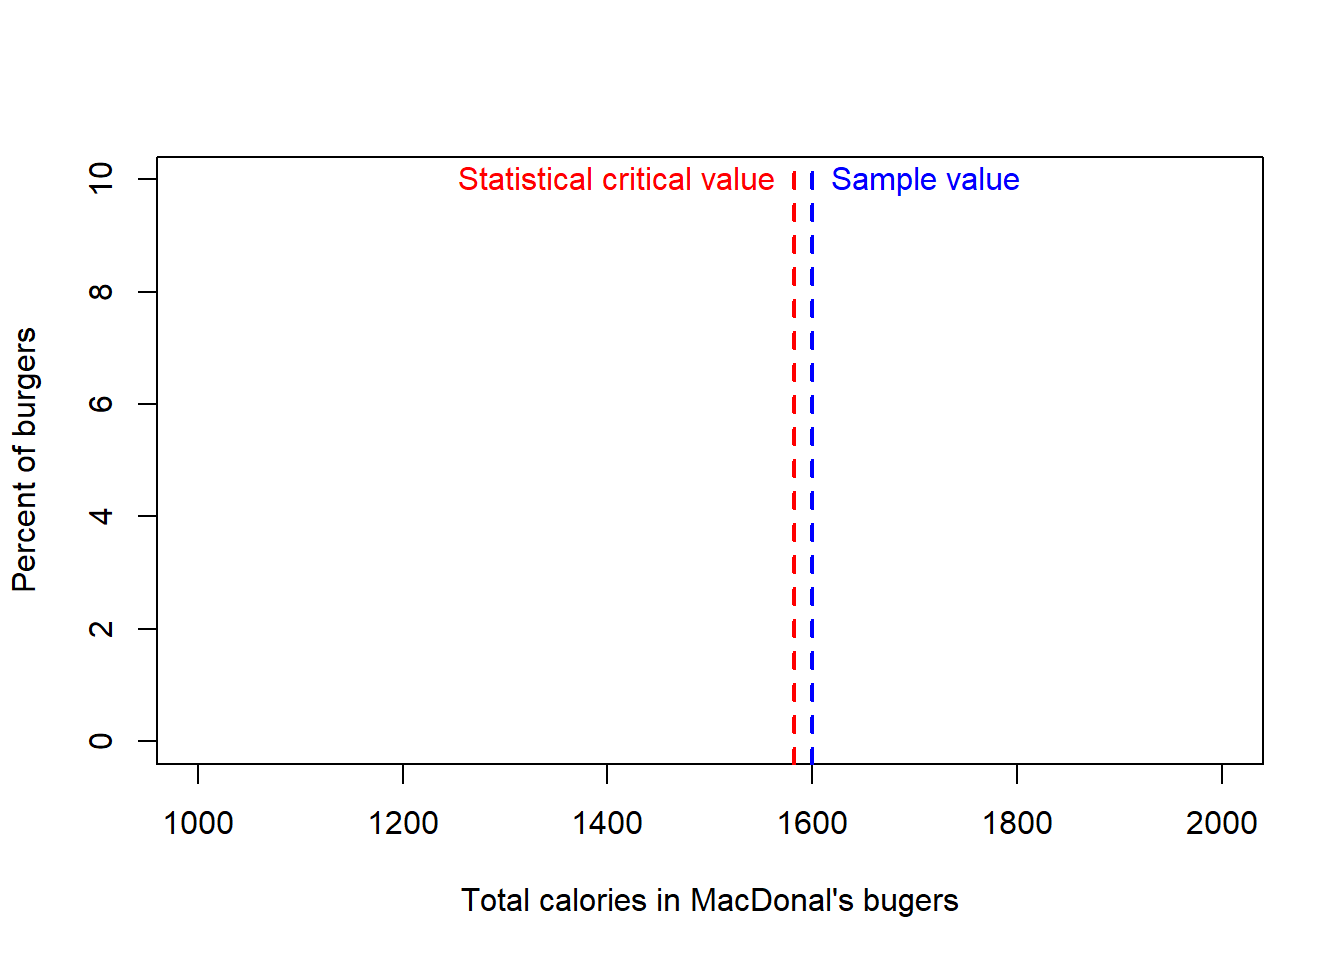 Statistical critical value
Sample value
Percent of burgers
10
8
6
4
2
0
1000 1200 1400 1600 1800 2000
Total calories in MacDonal's bugers